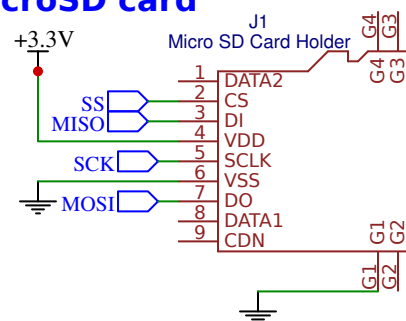 croSD card
+3.3V
J1
Micro SD Card Holder
G4 G3
G4 G3
1 DATA2
SS 2 CS
MISO 3 DI
4 VDD
SCK 5 SCLK
6 VSS
MOSI 7 DO
8 DATA1
9 CDN
G1 G2
G1 G2